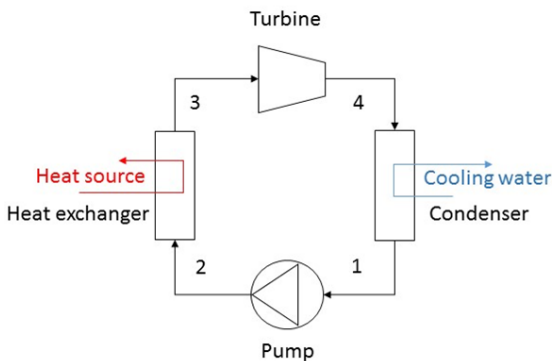 Turbine
3
4
Heat source
Cooling water
Heat exchanger
Condenser
2
1
Pump